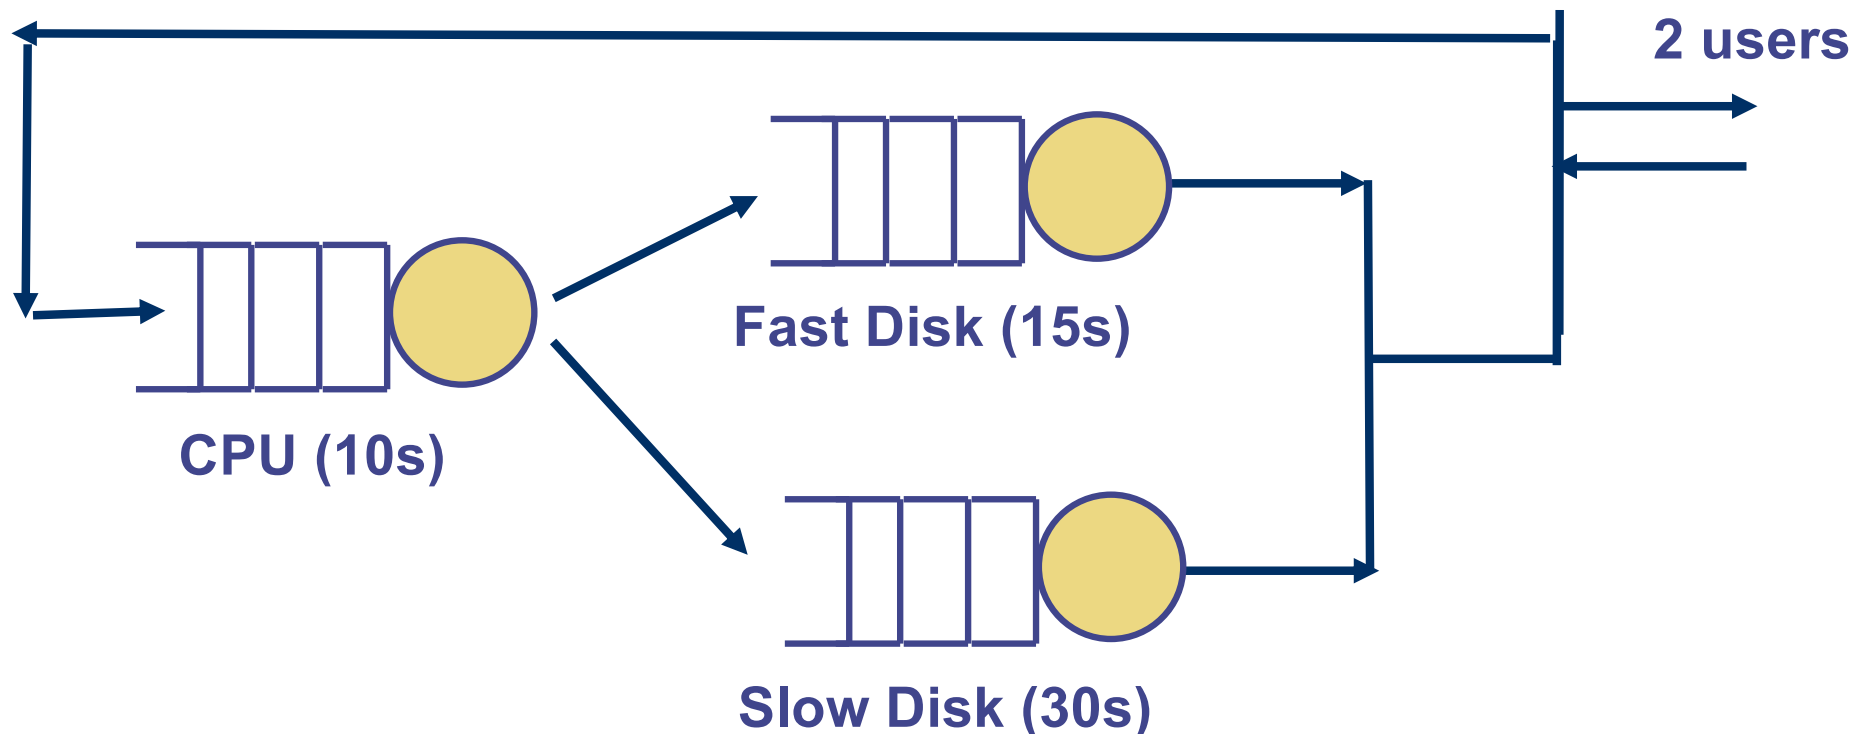 2 users
Fast Disk (15s)
CPU (10s)
Slow Disk (30s)